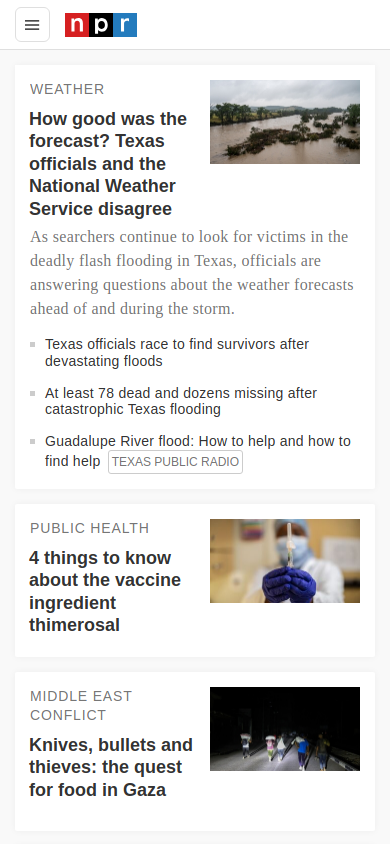 npr
WEATHER
How good was the
forecast? Texas
officials and the
National Weather
Service disagree
As searchers continue to look for victims in the
deadly flash flooding in Texas, officials are
answering questions about the weather forecasts
ahead of and during the storm.
Texas officials race to find survivors after
devastating floods
At least 78 dead and dozens missing after
catastrophic Texas flooding
Guadalupe River flood: How to help and how to
find help TEXAS PUBLIC RADIO
PUBLIC HEALTH
4 things to know
about the vaccine
ingredient
thimerosal
MIDDLE EAST
CONFLICT
Knives, bullets and
thieves: the quest
for food in Gaza